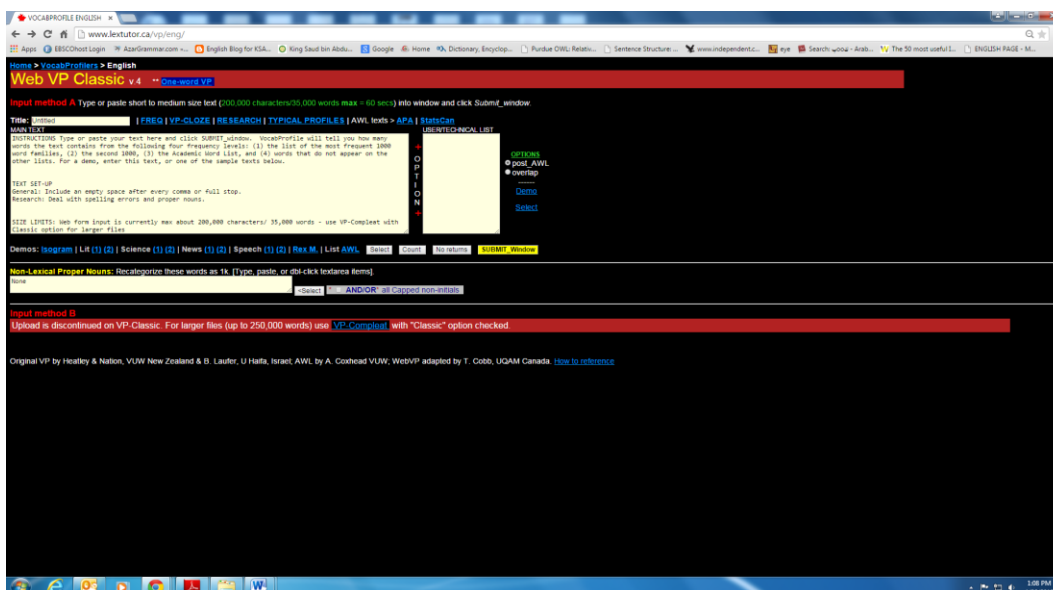 VOCABPROFILE ENGLISH
www.lextutor.ca/vp/eng/
Apps EBSCOhost Login AzarGrammar.com «... English Blog for KSA... King Saud bin Abdu... Google Home Dictionary, Encyclop... Purdue OWL: Relativ... Sentence Structure: ... www.independent.c... eye Search: - Arab... The 50 most useful l... ENGLISH PAGE - M...
Home > VocabProfilers > English
Web VP Classic v.4 ** One-word VP
Input method A Type or paste short to medium size text (200,000 characters/35,000 words max = 60 secs) into window and click Submit_window.
Title: Untitled | FREQ | VP-CLOZE | RESEARCH | TYPICAL PROFILES | AWL texts > APA | StatsCan
MAIN TEXT USER/TECHNICAL LIST
INSTRUCTIONS Type or paste your text here and click SUBMIT_window. VocabProfile will tell you how many
words the text contains from the following four frequency levels: (1) the list of the most frequent 1000
word families, (2) the second 1000, (3) the Academic Word List, and (4) words that do not appear on the
other lists. For a demo, enter this text, or one of the sample texts below.
TEXT SET-UP
General: Include an empty space after every comma or full stop.
Research: Deal with spelling errors and proper nouns.
SIZE LIMITS: Web form input is currently max about 200,000 characters/ 35,000 words - use VP-Compleat with
Classic option for larger files
+ OPTION +
OPTIONS
post_AWL
overlap
Demo
Select
Demos: Isogram | Lit (1) (2) | Science (1) (2) | News (1) (2) | Speech (1) (2) | Rex M. | List AWL Select Count No returns SUBMIT_Window
Non-Lexical Proper Nouns: Recategorize these words as 1k. [Type, paste, or dbl-click textarea items].
None
<Select AND/OR* all Capped non-initials
Input method B
Upload is discontinued on VP-Classic. For larger files (up to 250,000 words) use VP-Compleat with "Classic" option checked.
Original VP by Heatley & Nation, VUW New Zealand & B. Laufer, U Haifa, Israel; AWL by A. Coxhead VUW; WebVP adapted by T. Cobb, UQAM Canada. How to reference
1:08 PM